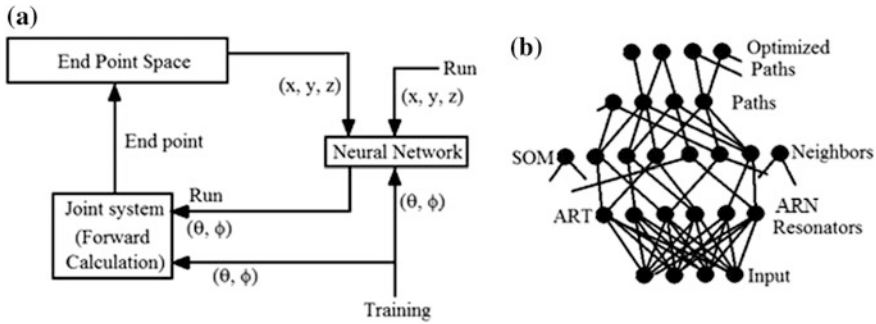 (a)
End Point Space
(x, y, z)
Run
(x, y, z)
End point
Neural Network
Run
Joint system
(Forward
Calculation)
(θ, ϕ)
(θ, ϕ)
(θ, ϕ)
Training
(b)
Optimized
Paths
Paths
SOM
Neighbors
ART
ARN
Resonators
Input